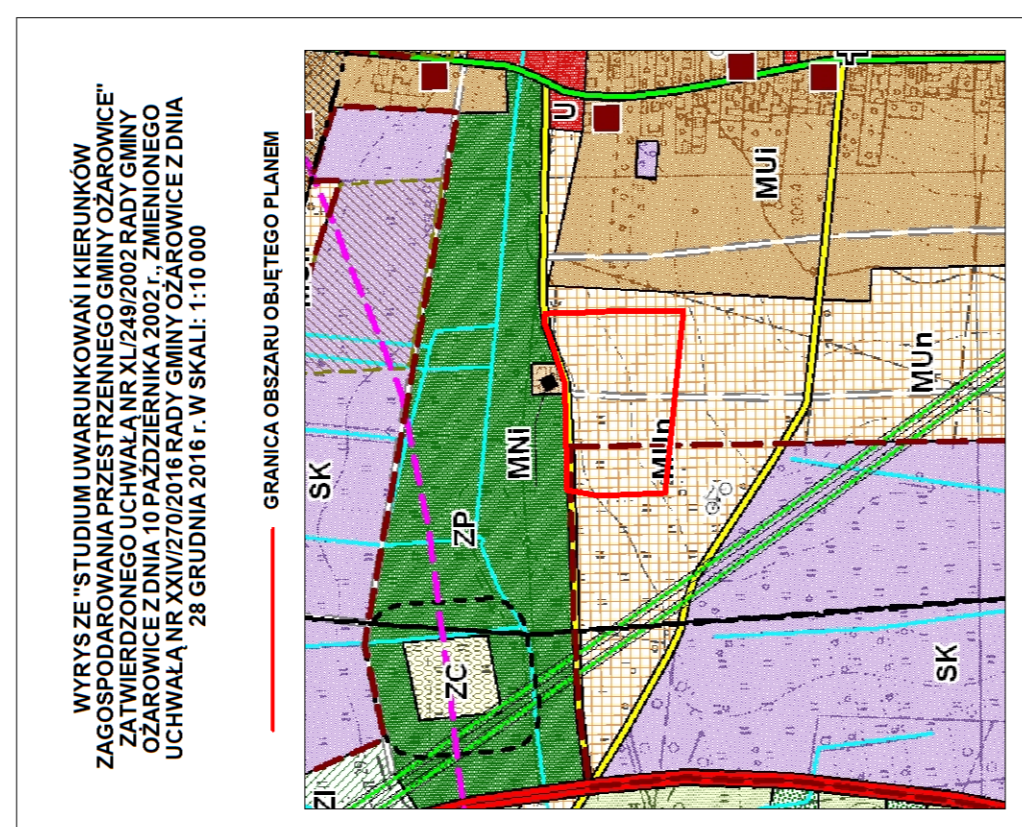 WYRYS ZE "STUDIUM UWARUNKOWAŃ I KIERUNKÓW
ZAGOSPODAROWANIA PRZESTRZENNEGO GMINY OŻAROWICE"
ZATWIERDZONEGO UCHWAŁĄ NR XL/249/2002 RADY GMINY
OŻAROWICE Z DNIA 10 PAŹDZIERNIKA 2002 r., ZMIENIONEGO
UCHWAŁĄ NR XXIV/270/2016 RADY GMINY OŻAROWICE Z DNIA
28 GRUDNIA 2016 r. W SKALI: 1:10 000
GRANICA OBSZARU OBJĘTEGO PLANEM
SK
ZP
ZC
ZI
MNi
U
MUi
MUn
MUn
SK